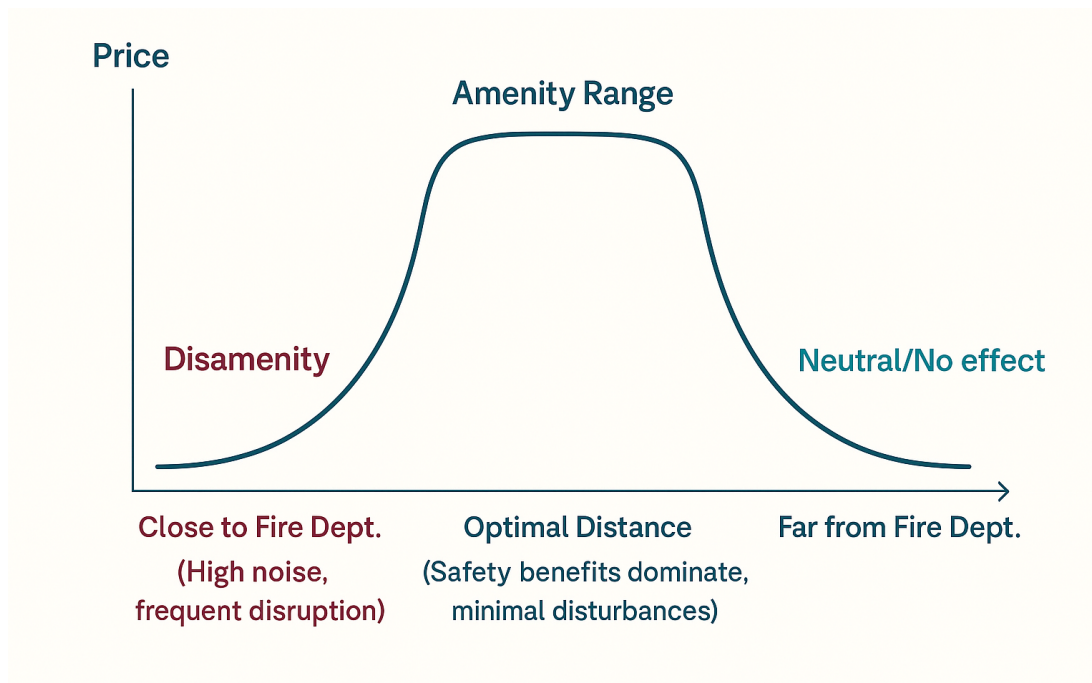 Price
Amenity Range
Disamenity
Neutral/No effect
Close to Fire Dept.
(High noise,
frequent disruption)
Optimal Distance
(Safety benefits dominate,
minimal disturbances)
Far from Fire Dept.